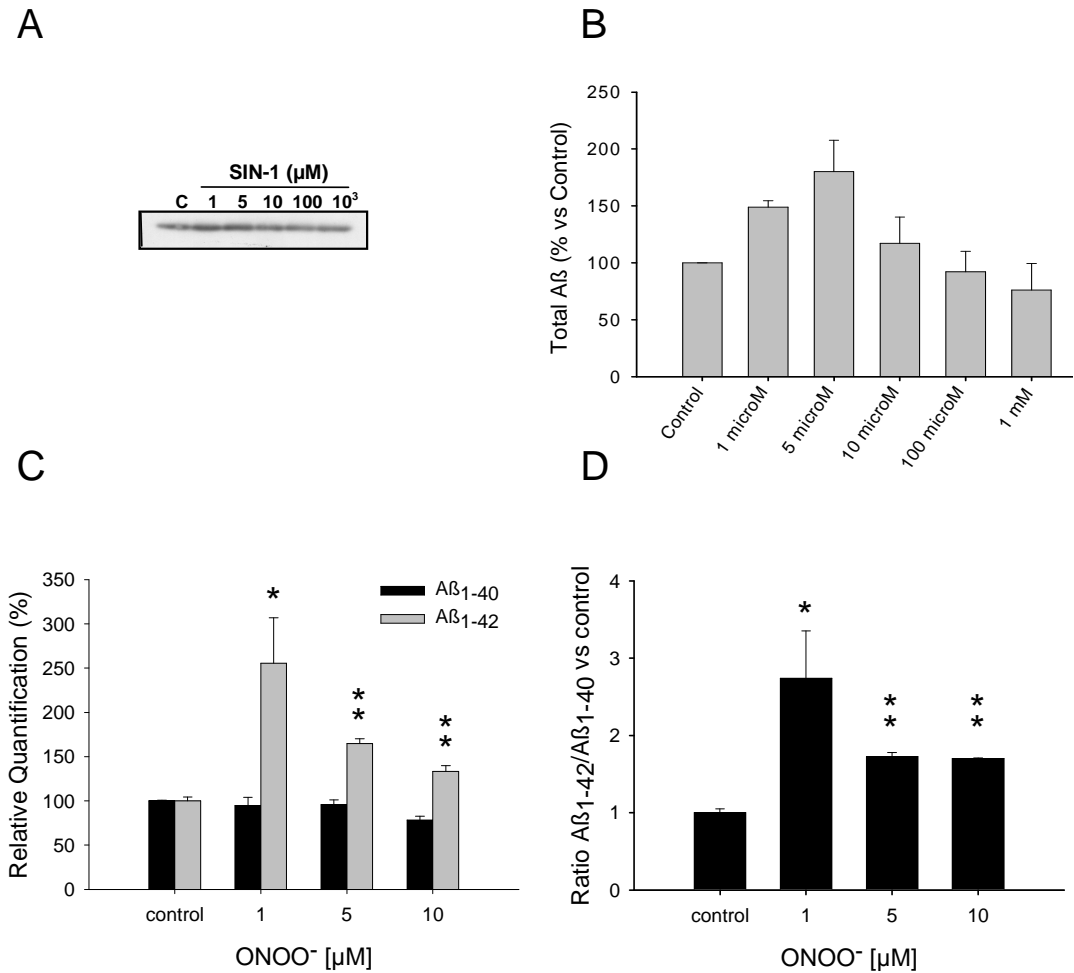 A
SIN-1 (µM)
C 1 5 10 100 10³
B
Total Aß (% vs Control)
250
200
150
100
50
0
Control
1 microM
5 microM
10 microM
100 microM
1 mM
C
Relative Quantification (%)
350
300
250
200
150
100
50
0
Aß1-40
Aß1-42
*
*
*
*
*
control 1 5 10
ONOO⁻ [µM]
D
Ratio Aß1-42/Aß1-40 vs control
4
3
2
1
0
*
*
*
*
*
control 1 5 10
ONOO⁻ [µM]